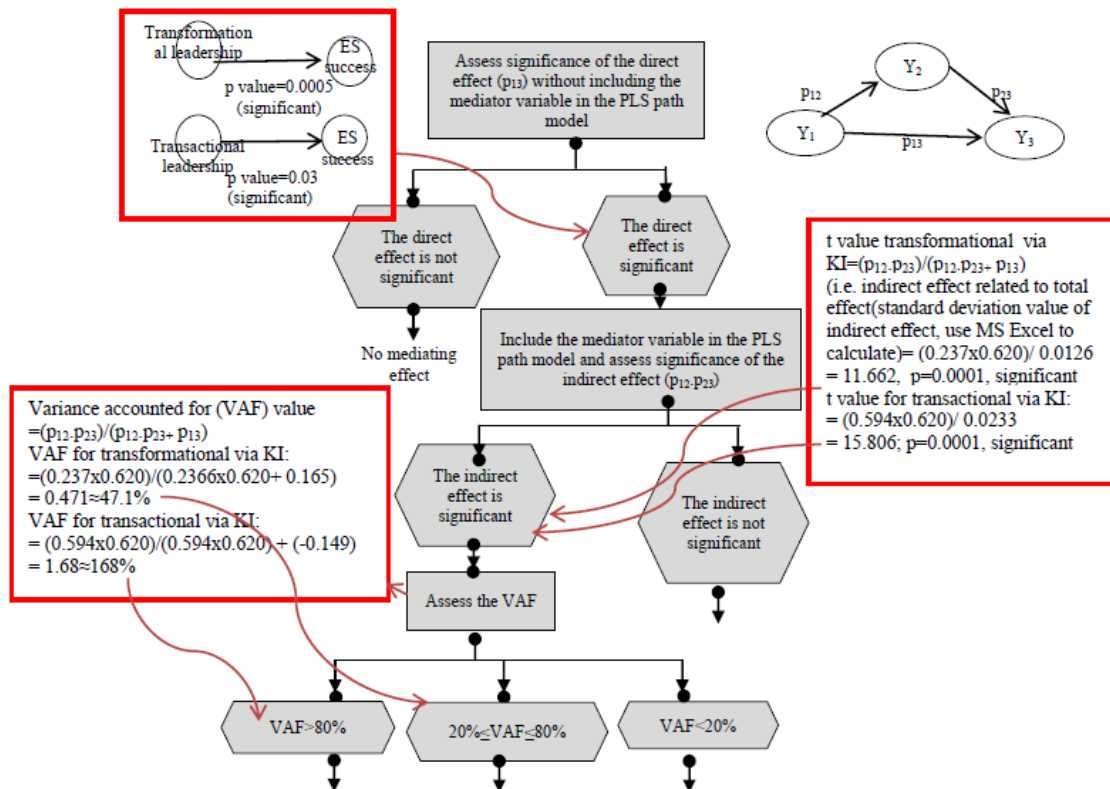 Transformation
al leadership
ES
success
p value=0.0005
(significant)
Transactional
leadership
ES
success
p value=0.03
(significant)
Assess significance of the direct
effect (p13) without including the
mediator variable in the PLS path
model
Y2
p12
p23
Y1
p13
Y3
The direct
effect is not
significant
The direct
effect is
significant
No mediating
effect
Include the mediator variable in the PLS
path model and assess significance of the
indirect effect (p12.p23)
t value transformational via
KI=(p12.p23)/(p12.p23+ p13)
(i.e. indirect effect related to total
effect(standard deviation value of
indirect effect, use MS Excel to
calculate)= (0.237x0.620)/ 0.0126
= 11.662, p=0.0001, significant
t value for transactional via KI:
= (0.594x0.620)/ 0.0233
= 15.806; p=0.0001, significant
Variance accounted for (VAF) value
=(p12.p23)/(p12.p23+ p13)
VAF for transformational via KI:
=(0.237x0.620)/(0.2366x0.620+ 0.165)
= 0.471≈47.1%
VAF for transactional via KI:
= (0.594x0.620)/(0.594x0.620) + (-0.149)
= 1.68≈168%
The indirect
effect is
significant
The indirect
effect is not
significant
Assess the VAF
VAF>80%
20%≤VAF≤80%
VAF<20%